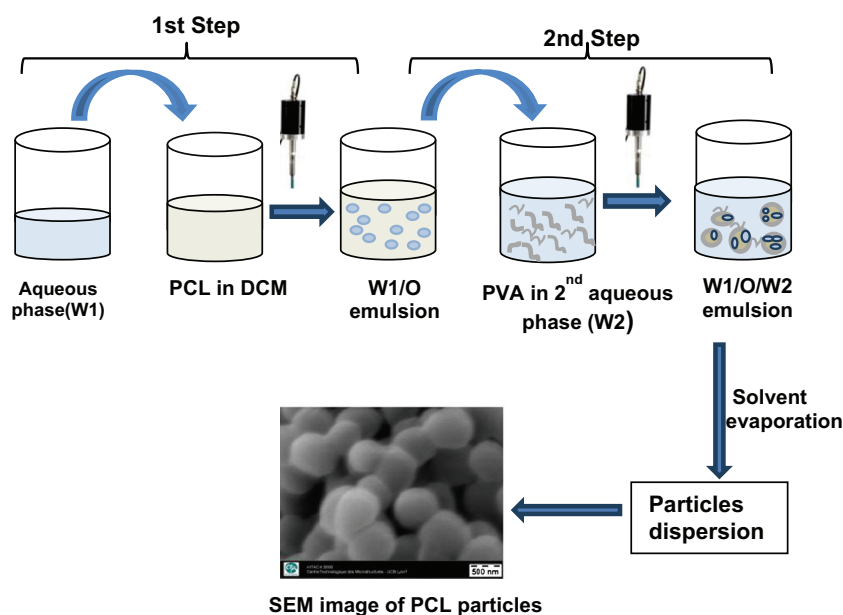 1st Step
2nd Step
Aqueous
phase(W1)
PCL in DCM
W1/O
emulsion
PVA in 2nd aqueous
phase (W2)
W1/O/W2
emulsion
Solvent
evaporation
Particles
dispersion
500 nm
SEM image of PCL particles